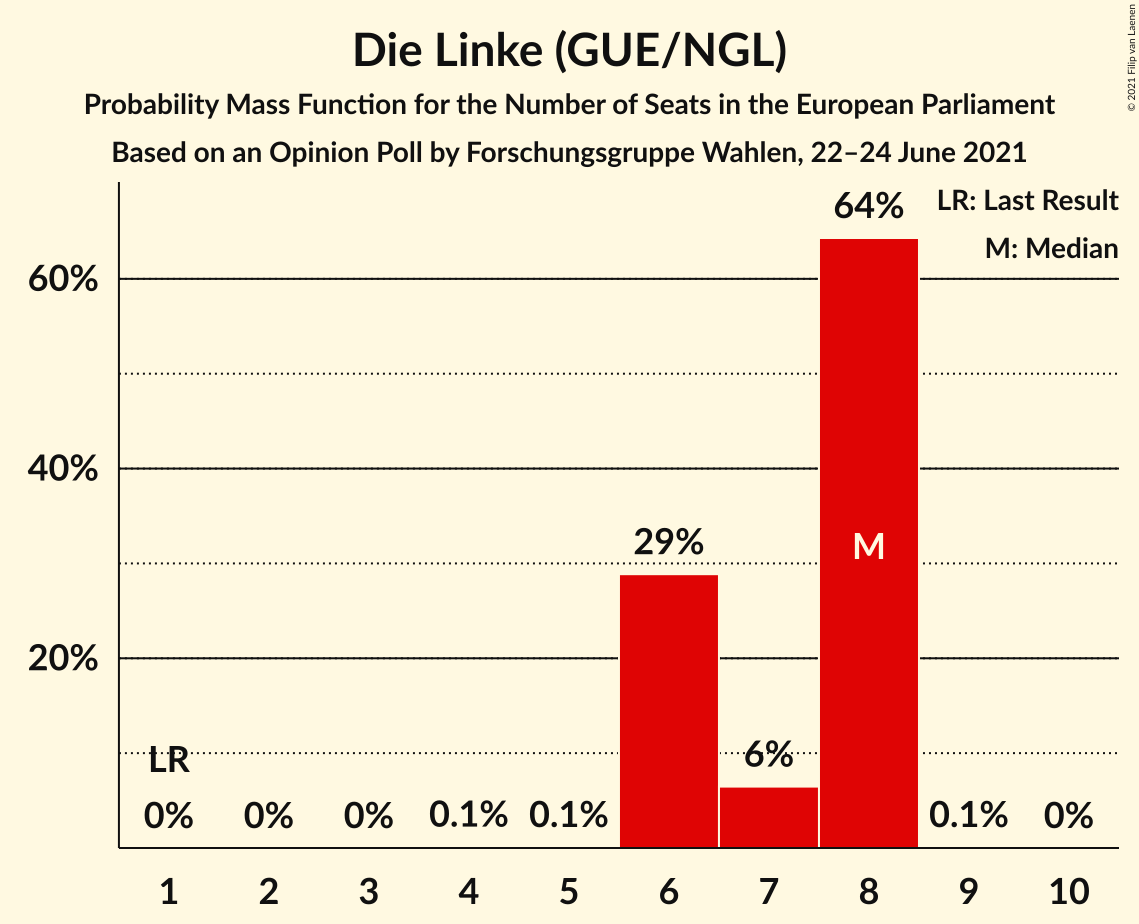 Die Linke (GUE/NGL)
Probability Mass Function for the Number of Seats in the European Parliament
Based on an Opinion Poll by Forschungsgruppe Wahlen, 22–24 June 2021
© 2021 Filip van Laenen
LR: Last Result
M: Median
60%
40%
20%
LR
0%
0%
0%
0.1%
0.1%
29%
6%
64%
M
0.1%
0%
1 2 3 4 5 6 7 8 9 10